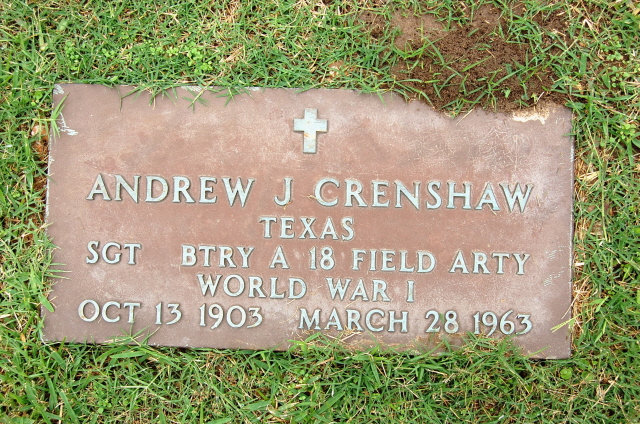 ANDREW J CRENSHAW
TEXAS
SGT BTRY A 18 FIELD ARTY
WORLD WAR I
OCT 13 1903 MARCH 28 1963